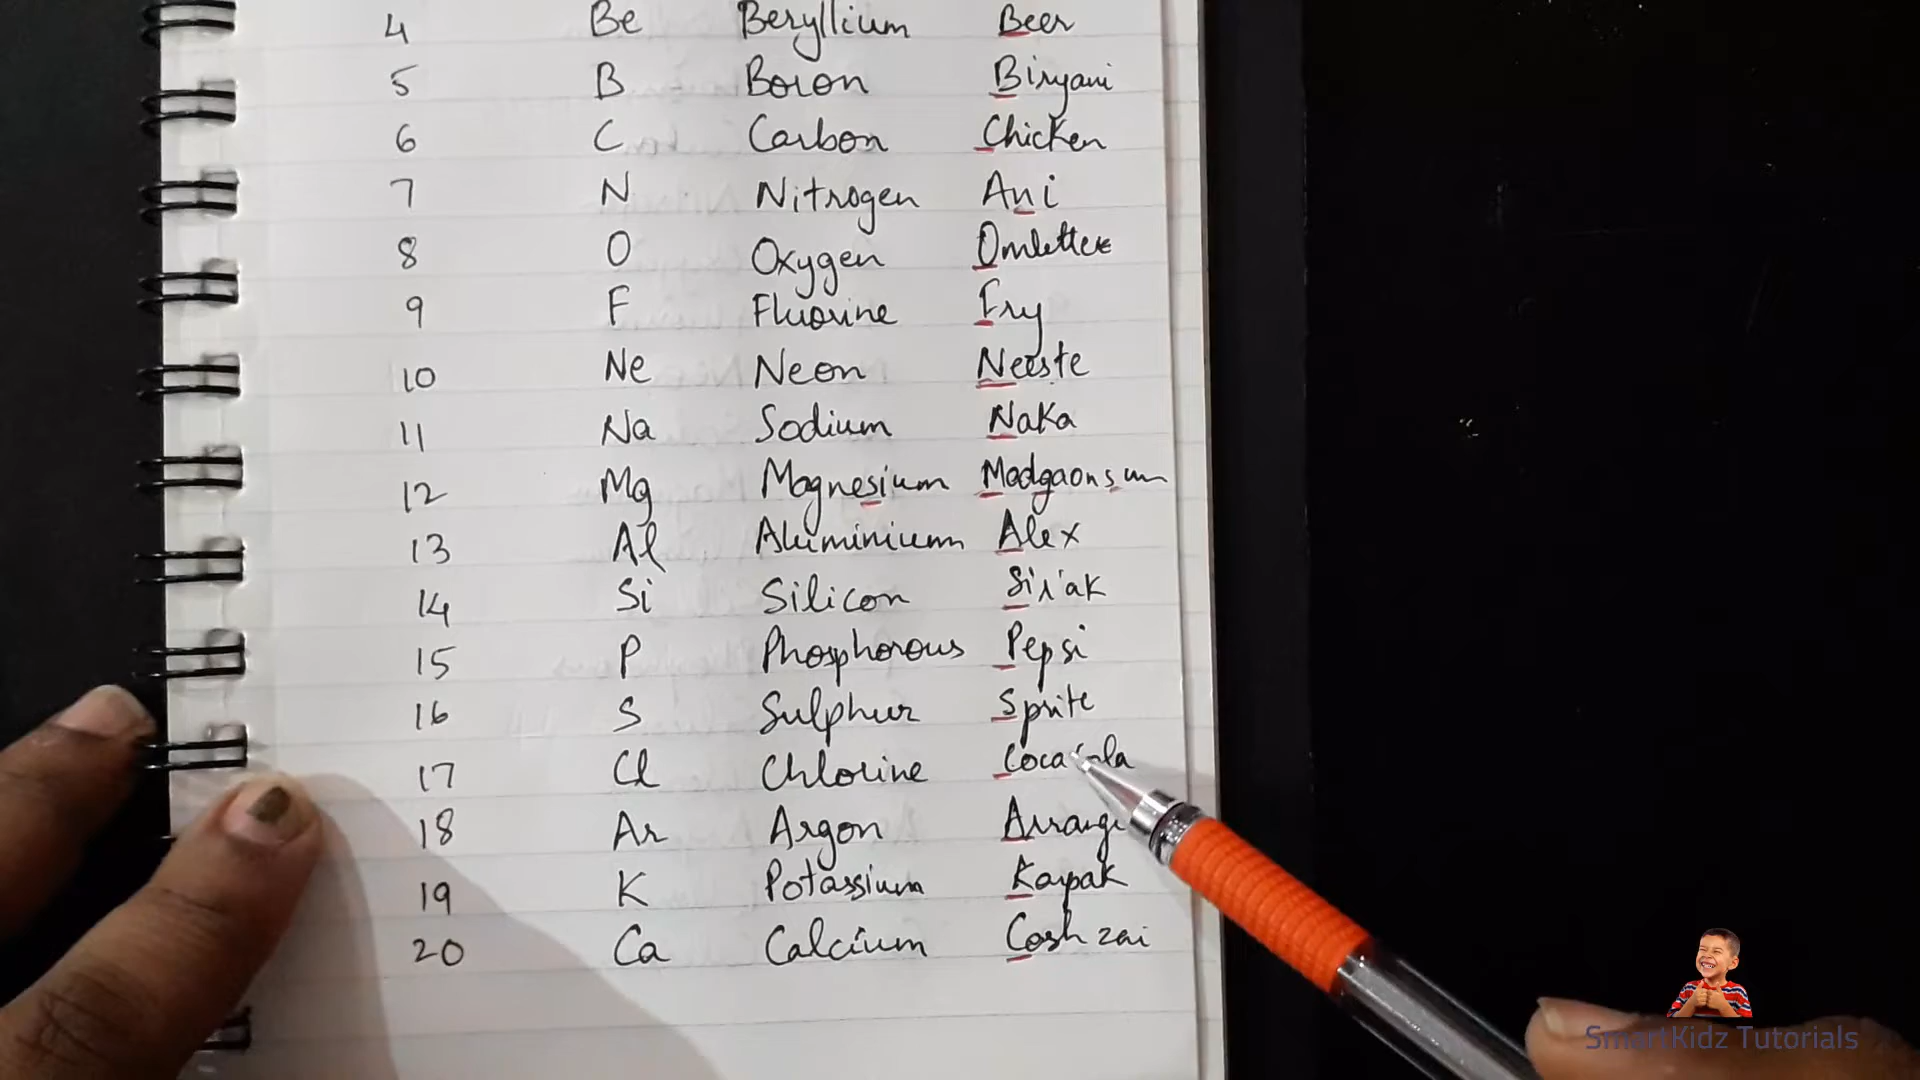 4 Be Beryllium Beer
5 B Boron Biryani
6 C Carbon Chicken
7 N Nitrogen Ani
8 O Oxygen Omlette
9 F Fluorine Fry
10 Ne Neon Neeste
11 Na Sodium Naka
12 Mg Magnesium Madgaonsum
13 Al Aluminium Alex
14 Si Silicon
15 P Phosphorous Pepsi
16 S Sulphur Sprite
17 Cl Chlorine
18 Ar Argon
19 K Potassium Karpak
20 Ca Calcium Cash zai
SmartKidz Tutorials